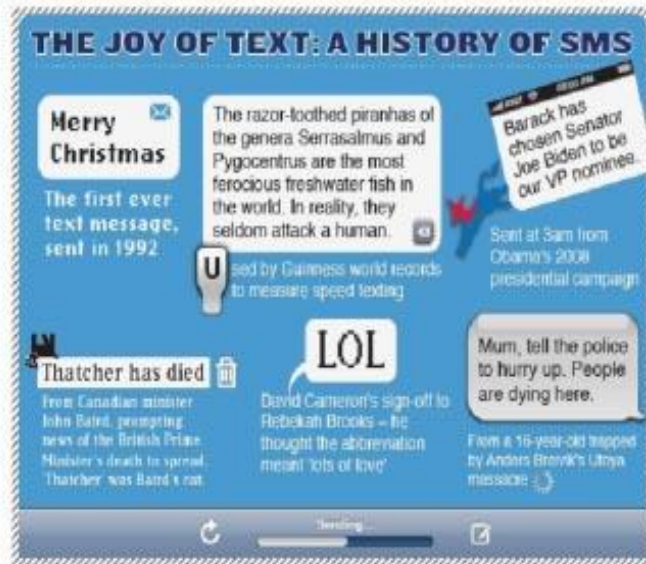 THE JOY OF TEXT: A HISTORY OF SMS
Merry
Christmas
The first ever
text message,
sent in 1992
The razor-toothed piranhas of
the genera Serrasalmus and
Pygocentrus are the most
ferocious freshwater fish in
the world. In reality, they
seldom attack a human.
Used by Guinness world records
to measure speed texting
Barack has
chosen Senator
Joe Biden to be
our VP nominee.
Sent at 3am from
Obama's 2008
presidential campaign
Thatcher has died
From Canadian minister
John Baird, prompting
news of the British Prime
Minister's death to spread.
Thatcher was Baird's cat
LOL
David Cameron's sign-off to
Rebekah Brooks – he
thought the abbreviation
meant 'lots of love'
Mum, tell the police
to hurry up. People
are dying here.
From a 16-year-old trapped
by Anders Breivik's Utoya
massacre
Sending...